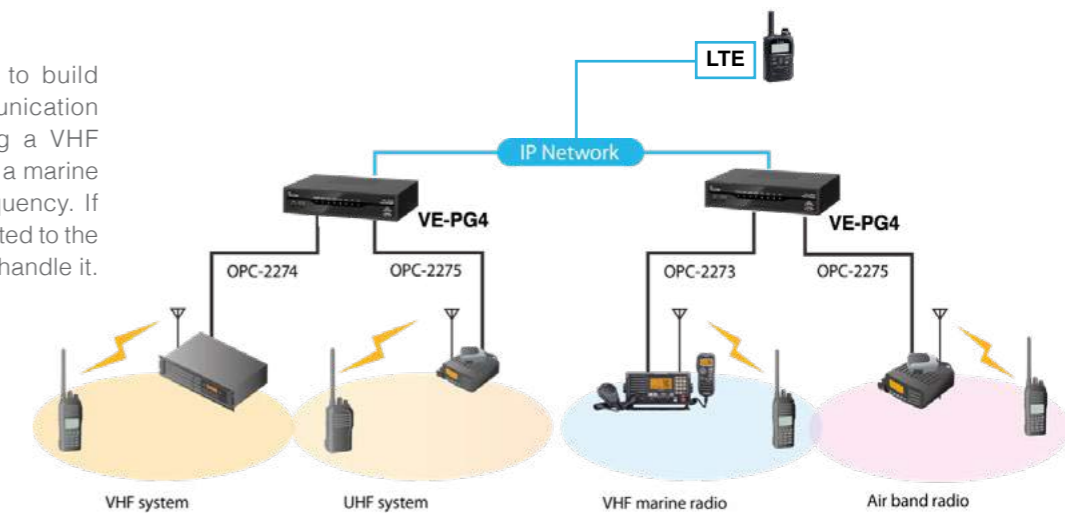 to build
unication
g a VHF
a marine
quency. If
ted to the
handle it.
LTE
IP Network
VE-PG4
VE-PG4
OPC-2274
OPC-2275
OPC-2273
OPC-2275
VHF system
UHF system
VHF marine radio
Air band radio